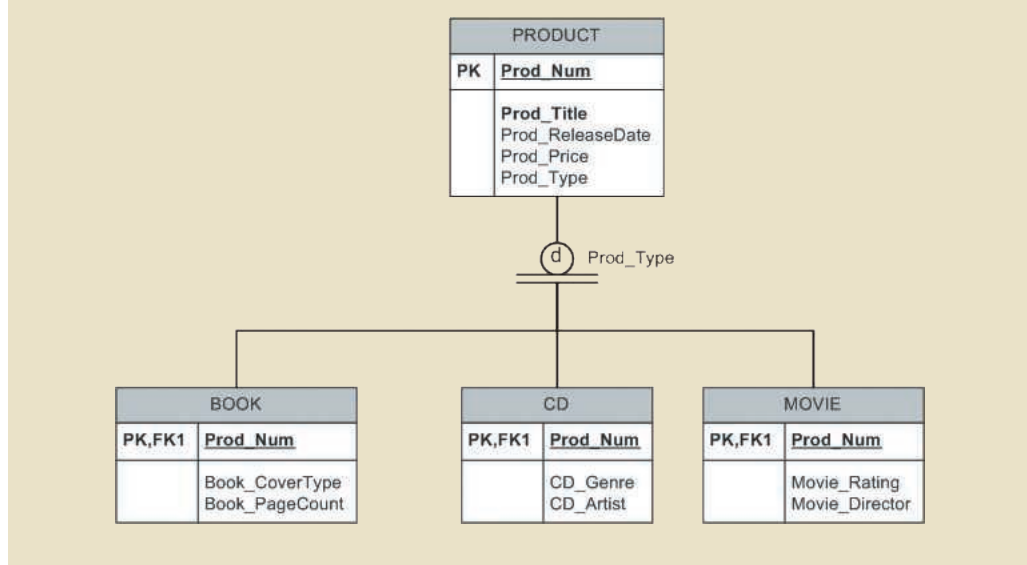 PRODUCT
PK Prod_Num
Prod_Title
Prod_ReleaseDate
Prod_Price
Prod_Type
d Prod_Type
BOOK
PK,FK1 Prod_Num
Book_CoverType
Book_PageCount
CD
PK,FK1 Prod_Num
CD_Genre
CD_Artist
MOVIE
PK,FK1 Prod_Num
Movie_Rating
Movie_Director